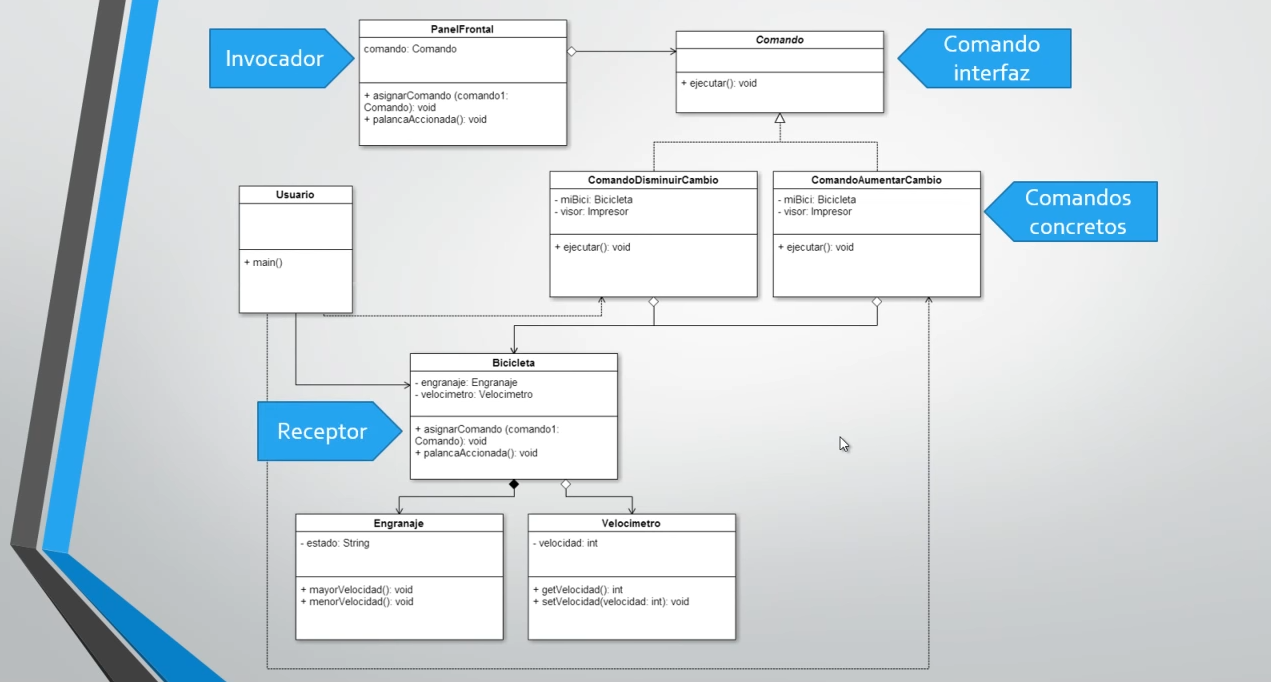 Invocador
PanelFrontal
comando: Comando
+ asignarComando (comando1:
Comando): void
+ palancaAccionada(): void
Comando
+ ejecutar(): void
Comando
interfaz
Usuario
+ main()
ComandoDisminuirCambio
- miBici: Bicicleta
- visor: Impresor
+ ejecutar(): void
ComandoAumentarCambio
- miBici: Bicicleta
- visor: Impresor
+ ejecutar(): void
Comandos
concretos
Receptor
Bicicleta
- engranaje: Engranaje
- velocimetro: Velocimetro
+ asignarComando (comando1:
Comando): void
+ palancaAccionada(): void
Engranaje
- estado: String
+ mayorVelocidad(): void
+ menorVelocidad(): void
Velocimetro
- velocidad: int
+ getVelocidad(): int
+ setVelocidad(velocidad: int): void